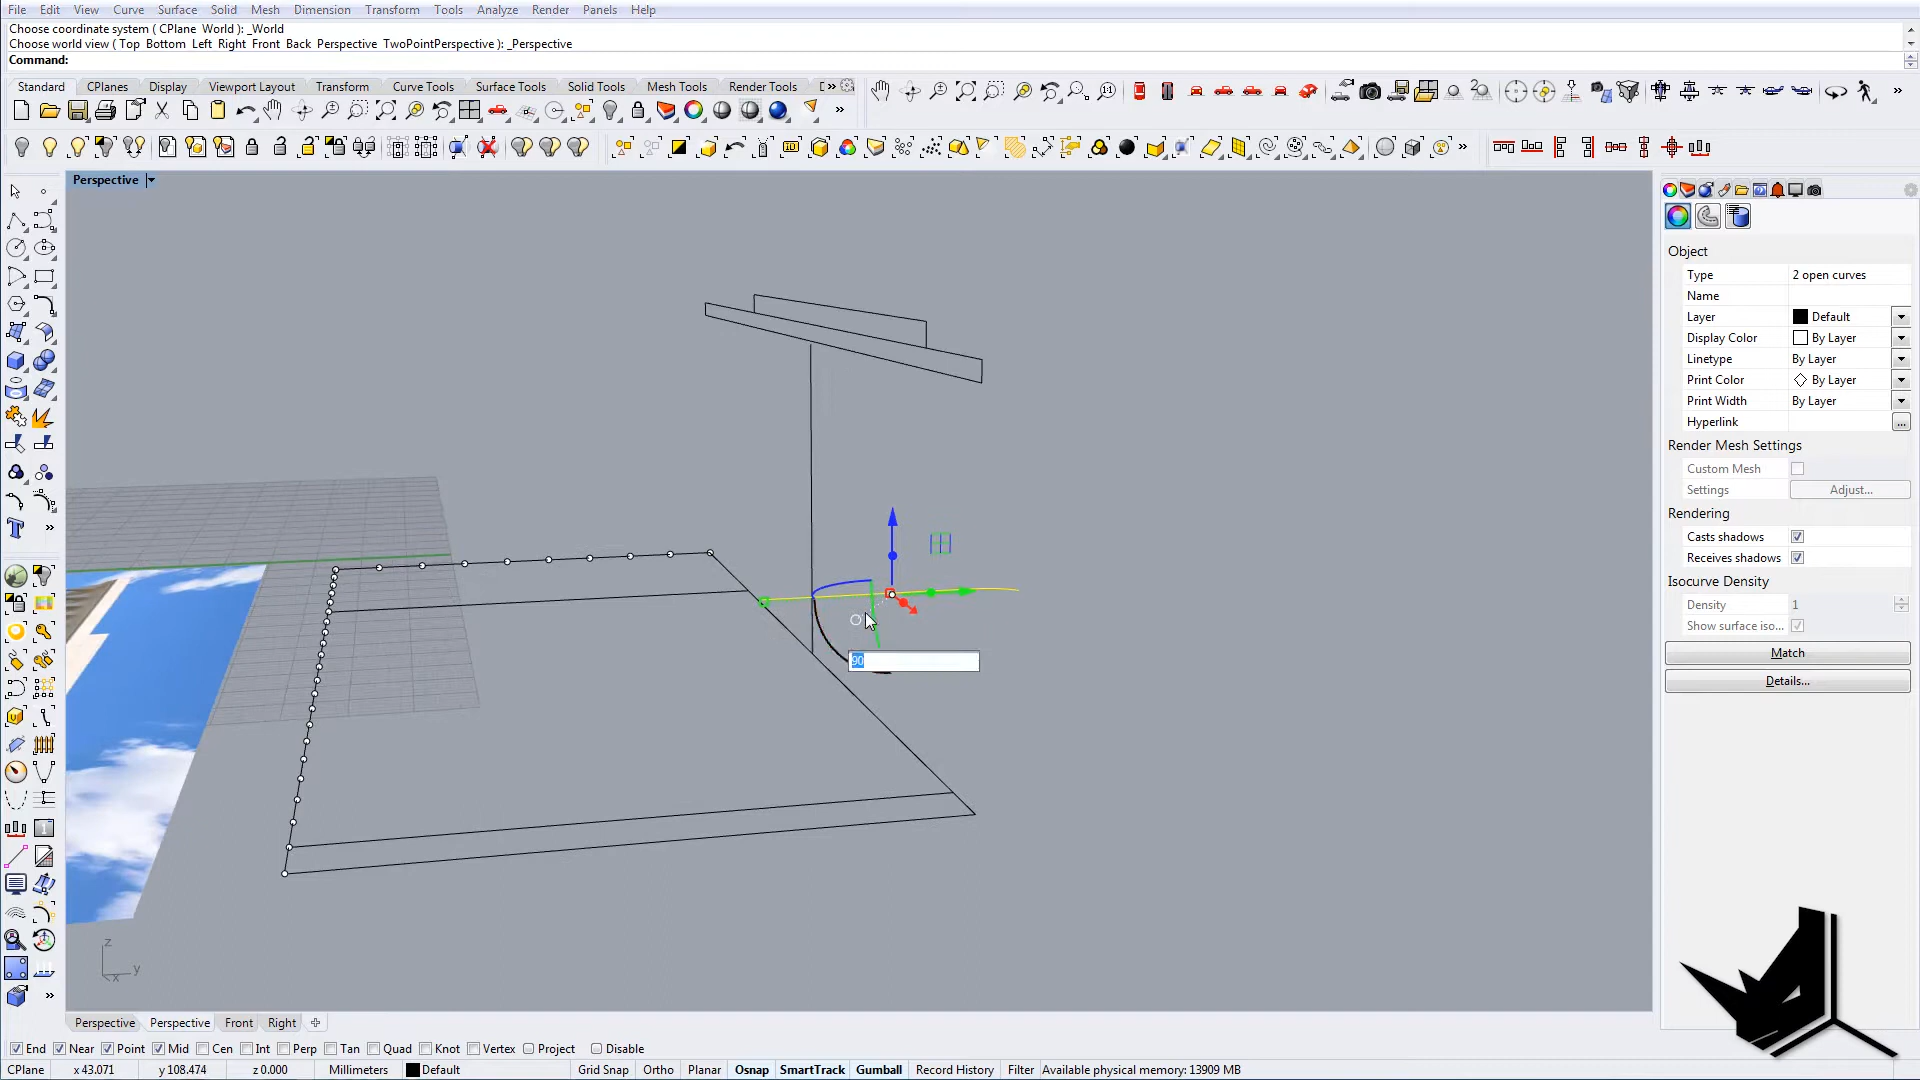 File Edit View Curve Surface Solid Mesh Dimension Transform Tools Analyze Render Panels Help
Choose coordinate system ( CPlane World ): _World
Choose world view ( Top Bottom Left Right Front Back Perspective TwoPointPerspective ): _Perspective
Command:
Standard CPlanes Display Viewport Layout Transform Curve Tools Surface Tools Solid Tools Mesh Tools Render Tools
Perspective
Object
Type 2 open curves
Name
Layer Default
Display Color By Layer
Linetype By Layer
Print Color By Layer
Print Width By Layer
Hyperlink ...
Render Mesh Settings
Custom Mesh
Settings Adjust...
Rendering
Casts shadows
Receives shadows
Isocurve Density
Density 1
Show surface iso...
Match
Details...
90
z
y
x
Perspective Perspective Front Right
End Near Point Mid Cen Int Perp Tan Quad Knot Vertex Project Disable
CPlane x 43.071 y 108.474 z 0.000 Millimeters Default Grid Snap Ortho Planar Osnap SmartTrack Gumball Record History Filter Available physical memory: 13909 MB